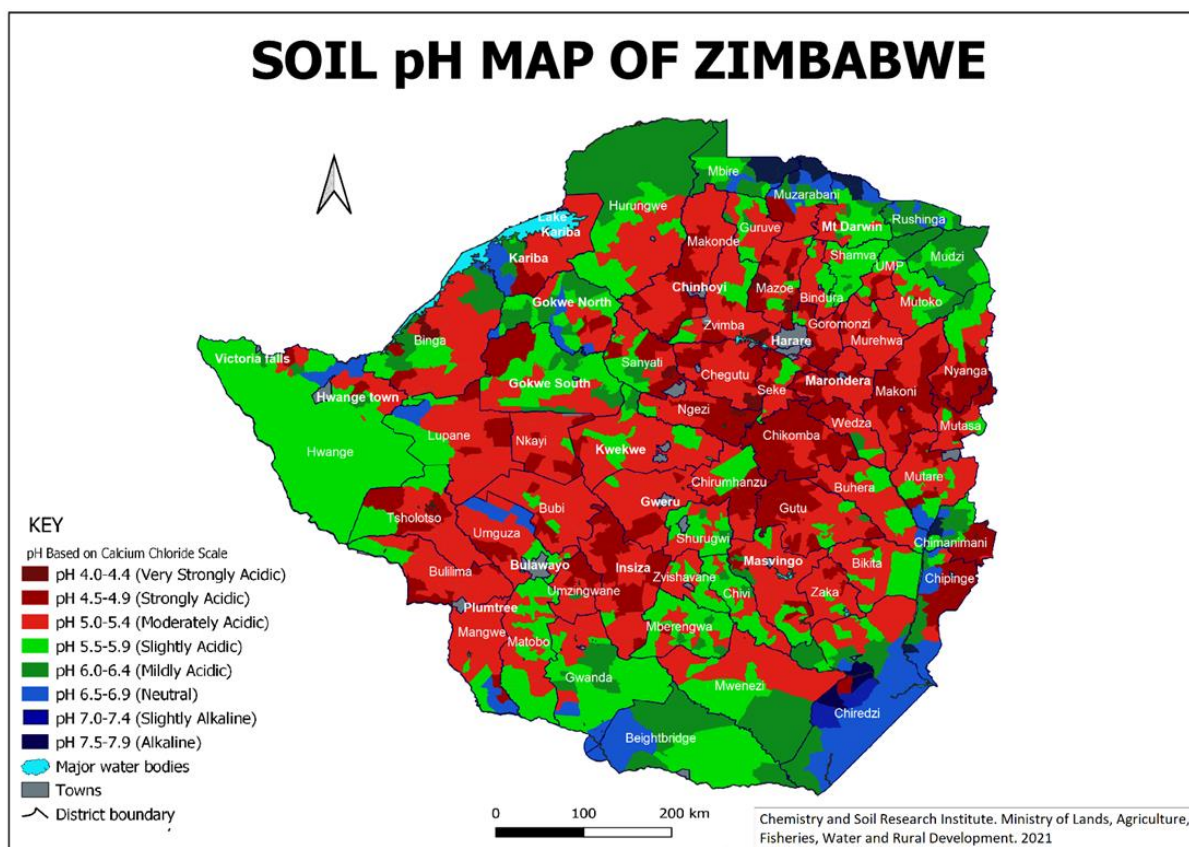 SOIL pH MAP OF ZIMBABWE
Mbire
Muzarabani
Hurungwe
Rushinga
Lake
Kariba
Guruve
Mt Darwin
Makonde
Shamva
Mudzi
Kariba
UMP
Chinhoyi
Mazoe
Bindura
Mutoko
Gokwe North
Zvimba
Goromonzi
Binga
Harare
Murehwa
Victoria falls
Sanyati
Nyanga
Chegutu
Gokwe South
Seke
Marondera
Makoni
Hwange town
Ngezi
Wedza
Mutasa
Lupane
Nkayi
Chikomba
Hwange
Kwekwe
Mutare
Chirumhanzu
Buhera
Gweru
Bubi
Gutu
Tsholotso
Umguza
Shurugwi
Chimanimani
Bulawayo
Insiza
Masvingo
Bikita
Bulilima
Zvishavane
Chipinge
Umzingwane
Chivi
Zaka
Plumtree
Mberengwa
Mangwe
Matobo
Gwanda
Mwenezi
Chiredzi
Beightbridge
KEY
pH Based on Calcium Chloride Scale
pH 4.0-4.4 (Very Strongly Acidic)
pH 4.5-4.9 (Strongly Acidic)
pH 5.0-5.4 (Moderately Acidic)
pH 5.5-5.9 (Slightly Acidic)
pH 6.0-6.4 (Mildly Acidic)
pH 6.5-6.9 (Neutral)
pH 7.0-7.4 (Slightly Alkaline)
pH 7.5-7.9 (Alkaline)
Major water bodies
Towns
District boundary
0 100 200 km
Chemistry and Soil Research Institute. Ministry of Lands, Agriculture,
Fisheries, Water and Rural Development. 2021